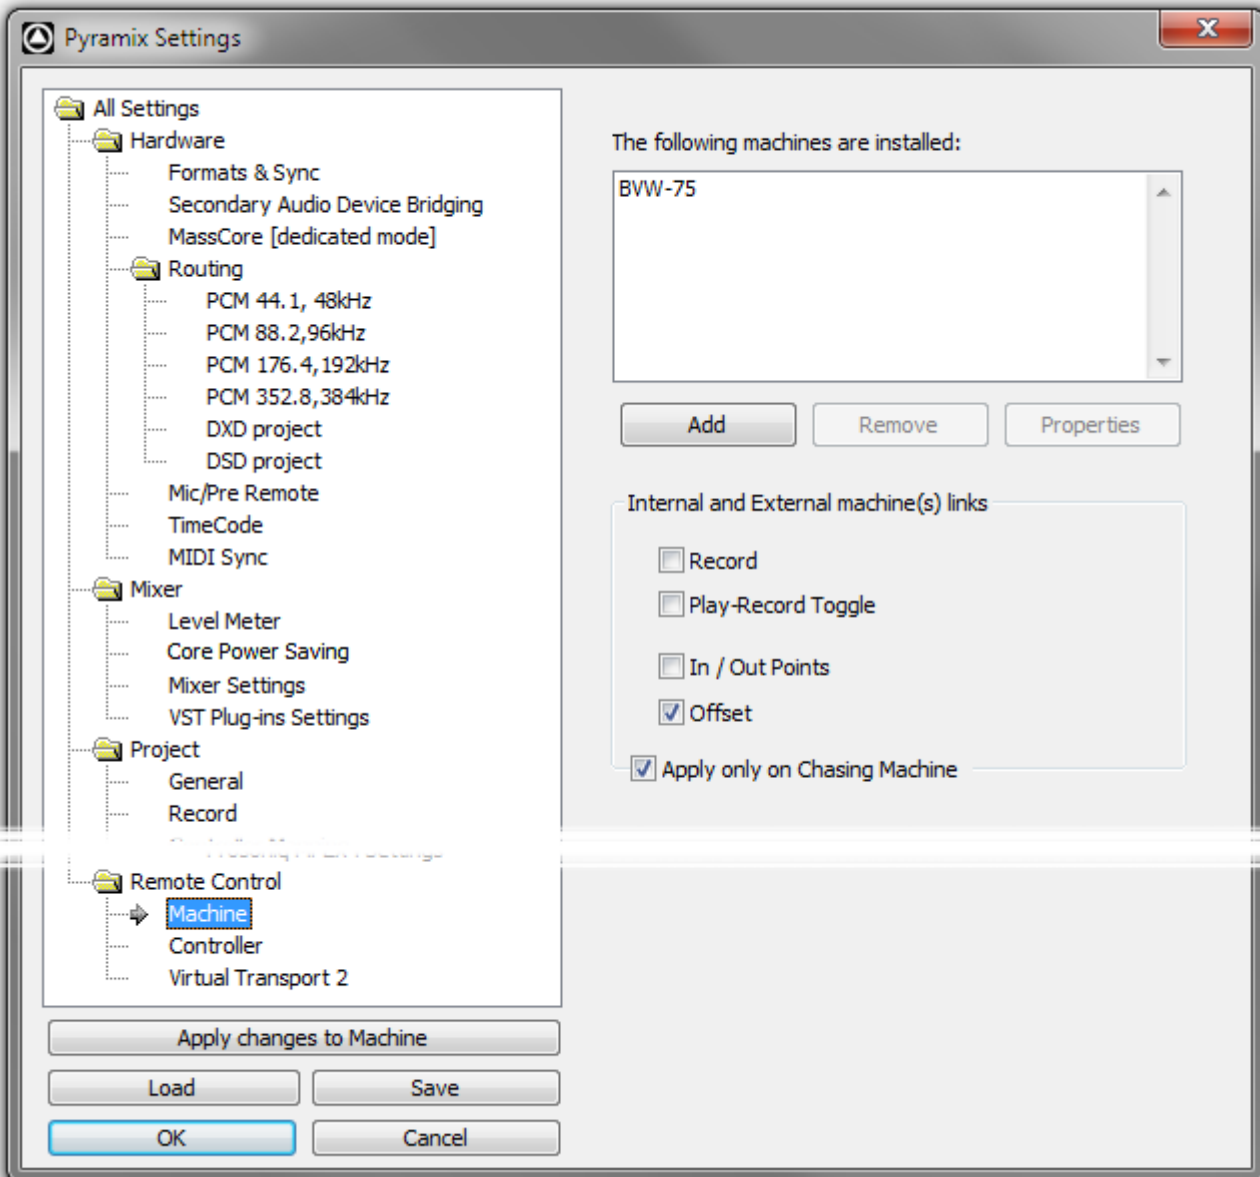 Pyramix Settings
All Settings
Hardware
Formats & Sync
Secondary Audio Device Bridging
MassCore [dedicated mode]
Routing
PCM 44.1, 48kHz
PCM 88.2,96kHz
PCM 176.4,192kHz
PCM 352.8,384kHz
DXD project
DSD project
Mic/Pre Remote
TimeCode
MIDI Sync
Mixer
Level Meter
Core Power Saving
Mixer Settings
VST Plug-ins Settings
Project
General
Record
Remote Control
Machine
Controller
Virtual Transport 2
Apply changes to Machine
Load Save
OK Cancel
The following machines are installed:
BVW-75
Add Remove Properties
Internal and External machine(s) links
Record
Play-Record Toggle
In / Out Points
Offset
Apply only on Chasing Machine